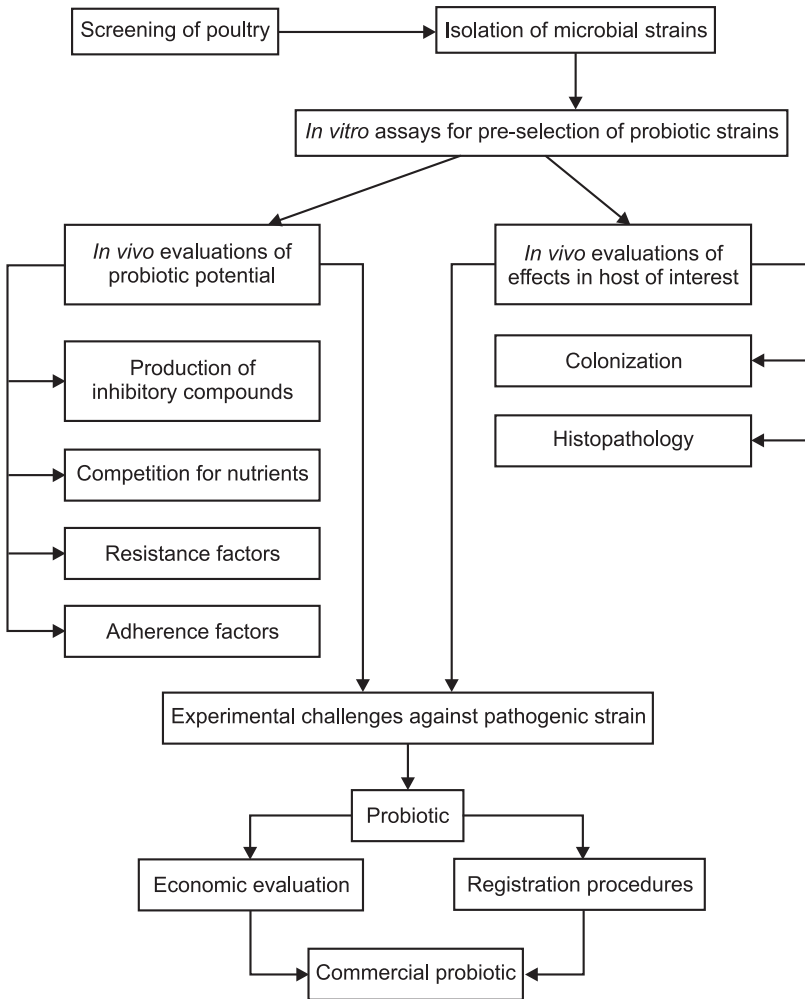 Screening of poultry
Isolation of microbial strains
In vitro assays for pre-selection of probiotic strains
In vivo evaluations of
probiotic potential
In vivo evaluations of
effects in host of interest
Production of
inhibitory compounds
Colonization
Histopathology
Competition for nutrients
Resistance factors
Adherence factors
Experimental challenges against pathogenic strain
Probiotic
Economic evaluation
Registration procedures
Commercial probiotic